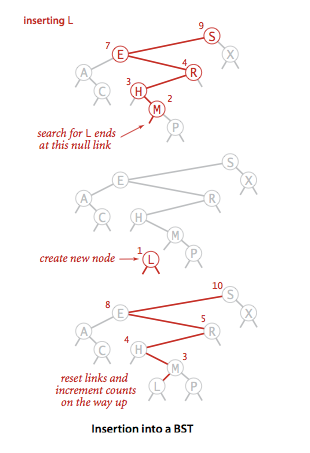 inserting L
9
S
7
E
X
4
R
A
3
H
C
2
M
P
search for L ends
at this null link
S
E
X
A
R
C
H
M
P
create new node
1
L
10
S
8
E
X
5
R
A
4
H
C
3
M
L
P
reset links and
increment counts
on the way up
Insertion into a BST